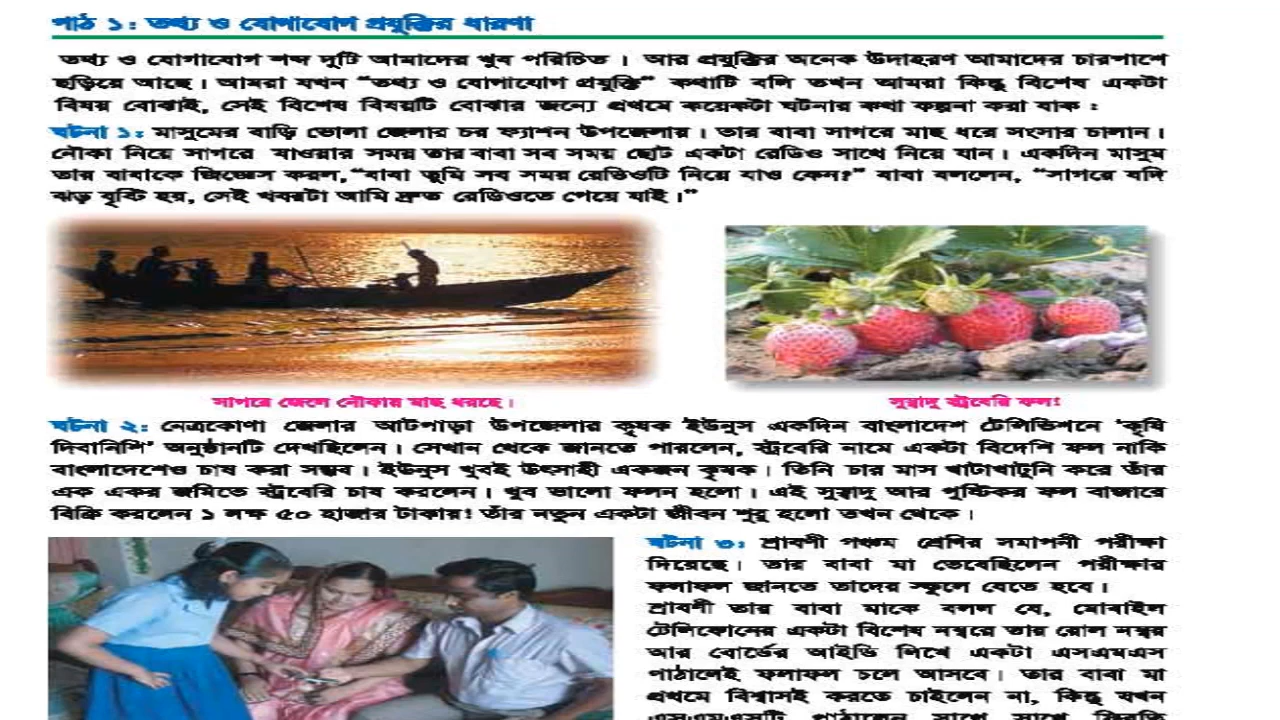 পাঠ ১: তথ্য ও যোগাযোগ প্রযুক্তির ধারণা
তথ্য ও যোগাযোগ শব্দ দুটি আমাদের খুব পরিচিত। আর প্রযুক্তির অনেক উদাহরণ আমাদের চারপাশে
ছড়িয়ে আছে। আমরা যখন “তথ্য ও যোগাযোগ প্রযুক্তি” কথাটি বলি তখন আমরা কিন্তু বিশেষ একটা
বিষয় বোঝাই, সেই বিশেষ বিষয়টি বোঝার জন্যে প্রথমে কয়েকটা ঘটনার কথা কল্পনা করা যাক :
ঘটনা ১: মাসুমের বাড়ি ভোলা জেলার চর ফ্যাশন উপজেলায়। তার বাবা সাগরে মাছ ধরে সংসার চালান।
নৌকা নিয়ে সাগরে যাওয়ার সময় তার বাবা সব সময় ছোট একটা রেডিও সাথে নিয়ে যান। একদিন মাসুম
তার বাবাকে জিজ্ঞেস করল, “বাবা তুমি সব সময় রেডিওটি নিয়ে যাও কেন?” বাবা বললেন, “সাগরে যদি
ঝড় বৃষ্টি হয়, সেই খবরটা আমি দ্রুত রেডিওতে পেয়ে যাই।”
সাগরে জেলে নৌকায় মাছ ধরছে।
সুস্বাদু স্ট্রবেরি ফল!
ঘটনা ২: নেত্রকোণা জেলার আটপাড়া উপজেলার কৃষক ইউনুস একদিন বাংলাদেশ টেলিভিশনে ‘কৃষি
দিবানিশি’ অনুষ্ঠানটি দেখছিলেন। সেখান থেকে জানতে পারলেন, স্ট্রবেরি নামে একটা বিদেশি ফল নাকি
বাংলাদেশেও চাষ করা সম্ভব। ইউনুস খুবই উৎসাহী একজন কৃষক। তিনি চার মাস খাটাখাটুনি করে তাঁর
এক একর জমিতে স্ট্রবেরি চাষ করলেন। খুব ভালো ফলন হলো। এই সুস্বাদু আর পুষ্টিকর ফল বাজারে
বিক্রি করলেন ১ লক্ষ ৫০ হাজার টাকায়! তাঁর নতুন একটা জীবন শুরু হলো তখন থেকে।
ঘটনা ৩: শ্রাবণী পঞ্চম শ্রেণির সমাপনী পরীক্ষা
দিয়েছে। তার বাবা মা ভেবেছিলেন পরীক্ষার
ফলাফল জানতে তাদের স্কুলে যেতে হবে।
শ্রাবণী তার বাবা মাকে বলল যে, মোবাইল
টেলিফোনের একটা বিশেষ নম্বরে তার রোল নম্বর
আর বোর্ডের আইডি লিখে একটা এসএমএস
পাঠালেই ফলাফল চলে আসবে। তার বাবা মা
প্রথমে বিশ্বাসই করতে চাইলেন না, কিন্তু যখন
এসএমএসটি পাঠালেন সাথে সাথে